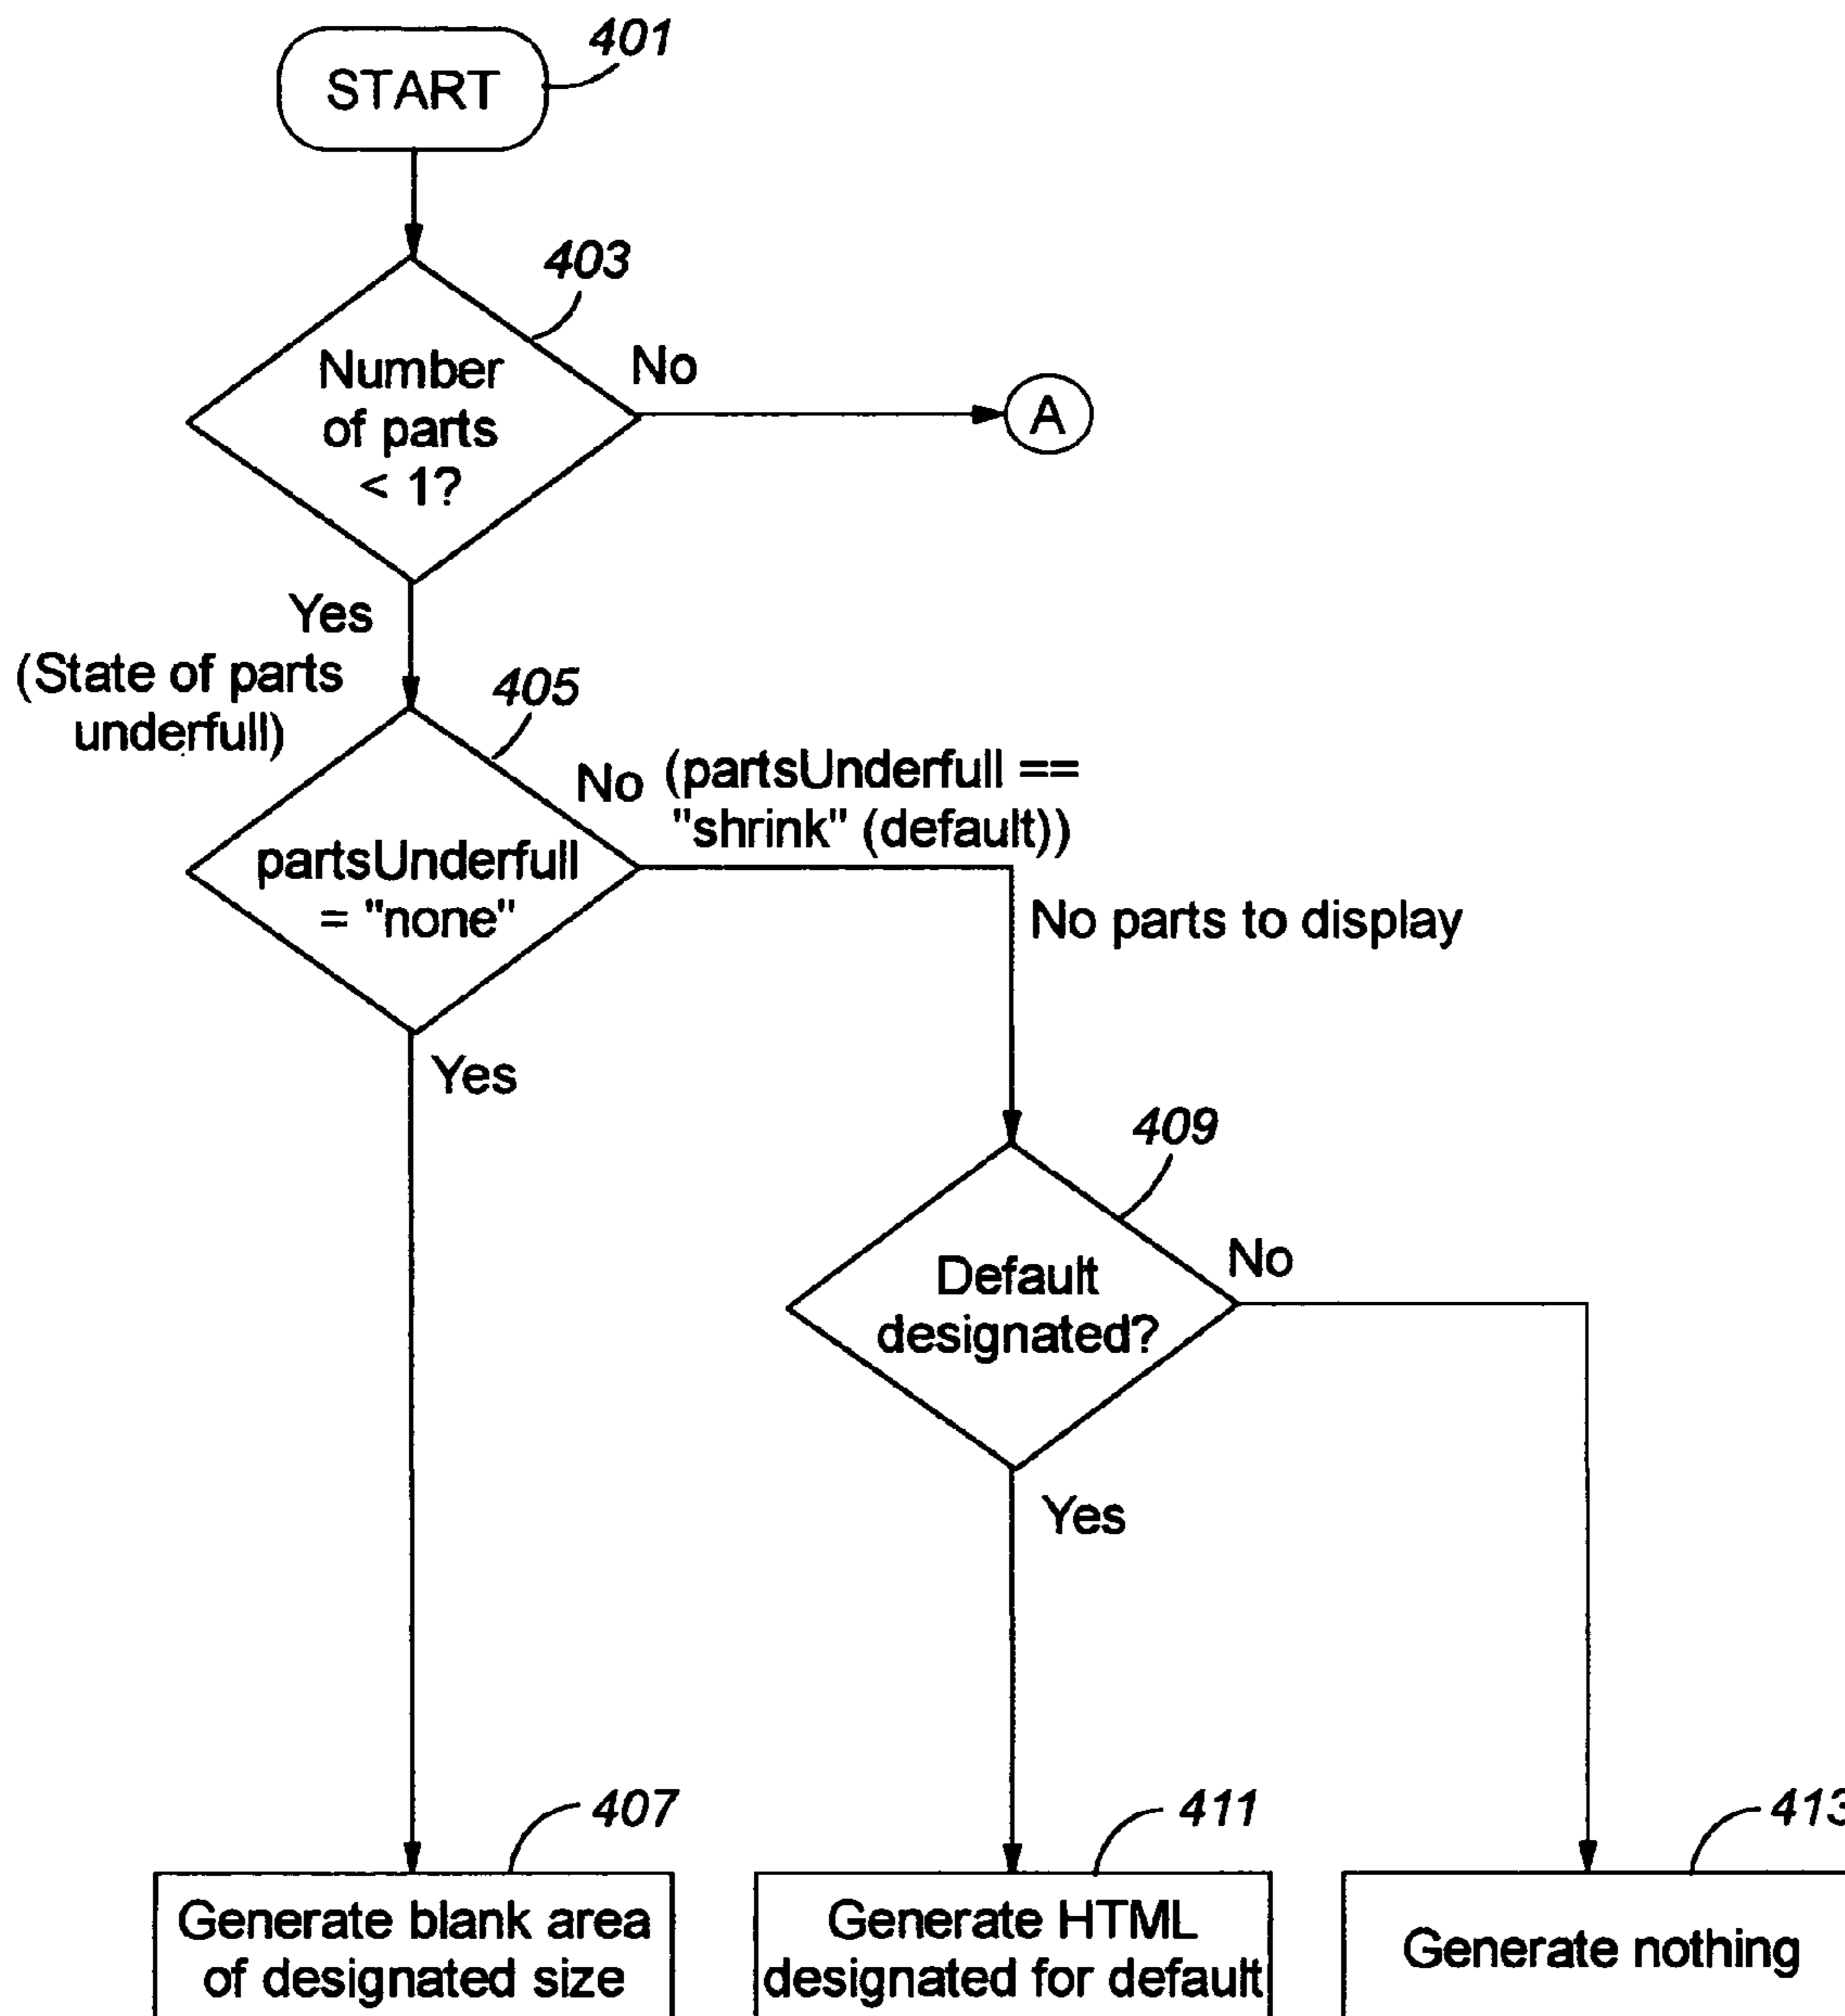 START
401
403
Number
of parts
< 1?
No
A
Yes
(State of parts
underfull)
405
partsUnderfull
= "none"
No (partsUnderfull ==
"shrink" (default))
No parts to display
Yes
409
Default
designated?
No
Yes
407
Generate blank area
of designated size
411
Generate HTML
designated for default
413
Generate nothing